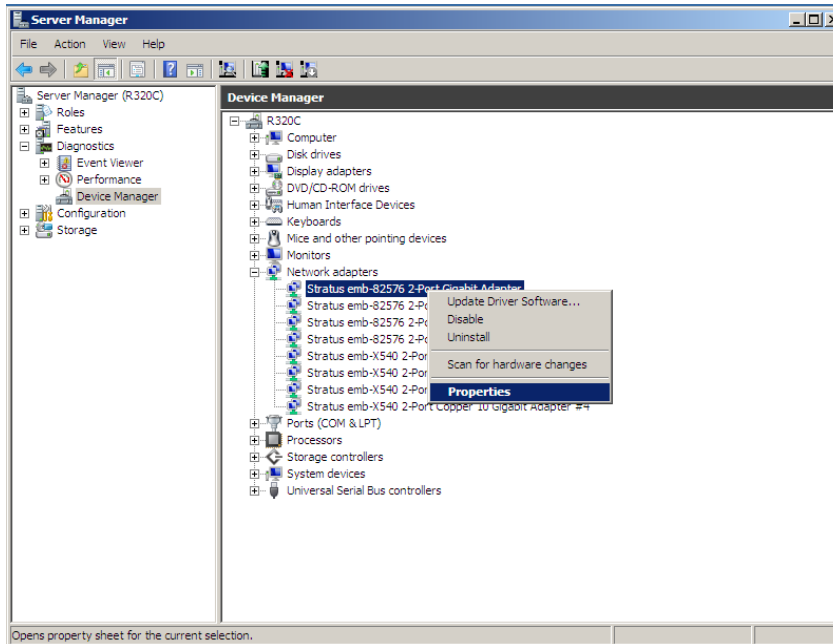 Server Manager
File Action View Help
Server Manager (R320C)
Roles
Features
Diagnostics
Event Viewer
Performance
Device Manager
Configuration
Storage
Device Manager
R320C
Computer
Disk drives
Display adapters
DVD/CD-ROM drives
Human Interface Devices
Keyboards
Mice and other pointing devices
Monitors
Network adapters
Stratus emb-82576 2-Port Gigabit Adapter
Stratus emb-82576 2-Po
Stratus emb-82576 2-Po
Stratus emb-82576 2-Po
Stratus emb-X540 2-Por
Stratus emb-X540 2-Por
Stratus emb-X540 2-Por
Stratus emb-X540 2-Port Copper 10 Gigabit Adapter #4
Ports (COM & LPT)
Processors
Storage controllers
System devices
Universal Serial Bus controllers
Update Driver Software...
Disable
Uninstall
Scan for hardware changes
Properties
Opens property sheet for the current selection.